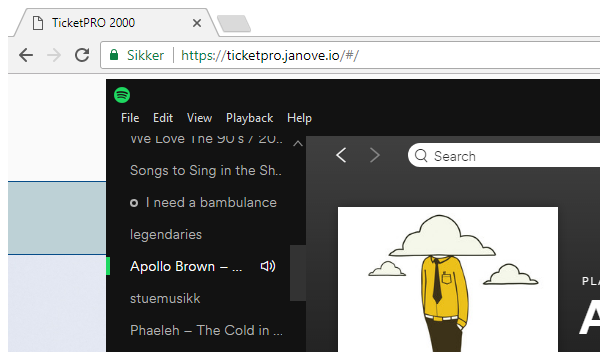 TicketPRO 2000
Sikker https://ticketpro.janove.io/#/
File Edit View Playback Help
We Love The 90's / 20...
Search
Songs to Sing in the Sh...
I need a bambulance
legendaries
Apollo Brown – ...
PLA
A
stuemusikk
Phaeleh – The Cold in ...